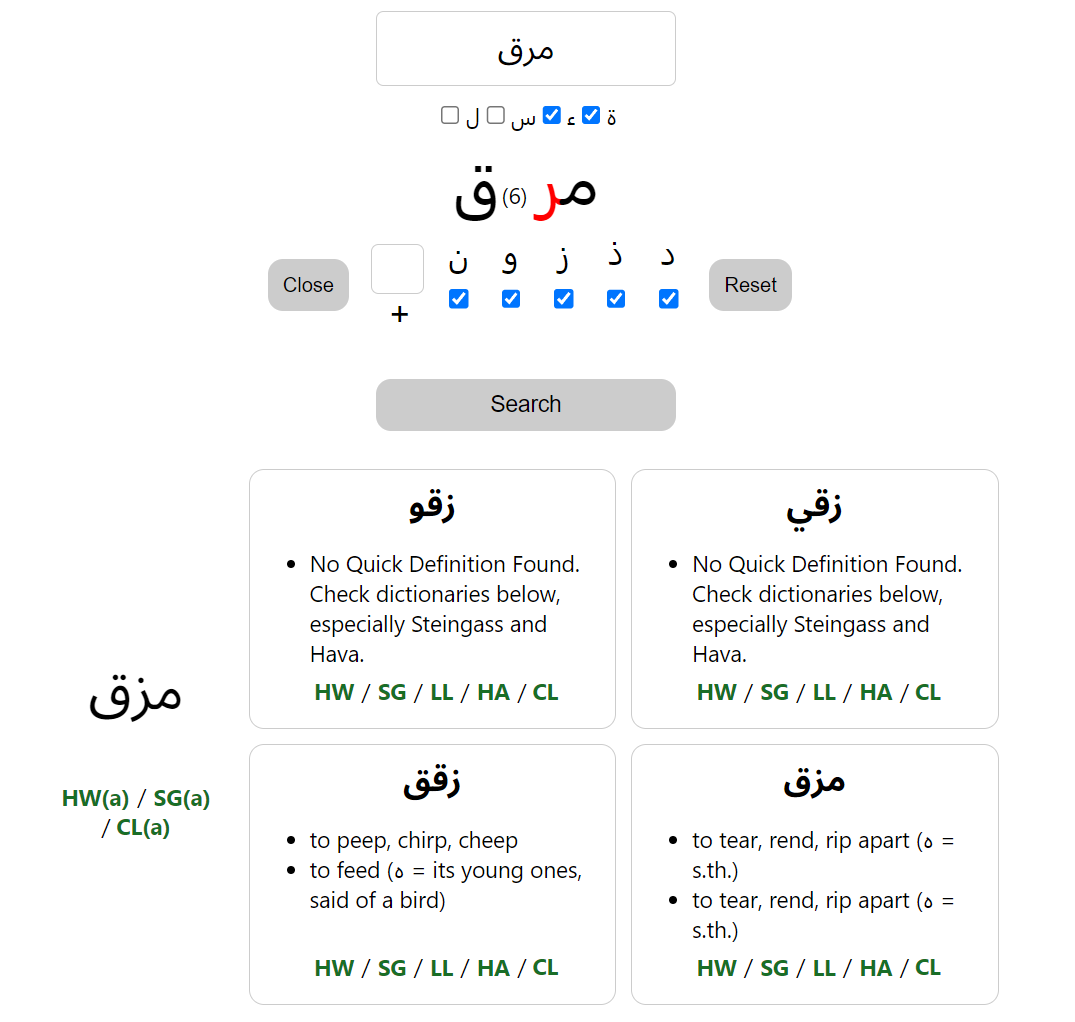 مرق
ة ء س ل
مر (6) ق
Close
ن و ز ذ د
+
Reset
Search
مزق
HW(a) / SG(a)
/ CL(a)
زقو
No Quick Definition Found.
Check dictionaries below,
especially Steingass and
Hava.
HW / SG / LL / HA / CL
زقي
No Quick Definition Found.
Check dictionaries below,
especially Steingass and
Hava.
HW / SG / LL / HA / CL
زقق
to peep, chirp, cheep
to feed (ه = its young ones,
said of a bird)
HW / SG / LL / HA / CL
مزق
to tear, rend, rip apart (ه =
s.th.)
to tear, rend, rip apart (ه =
s.th.)
HW / SG / LL / HA / CL